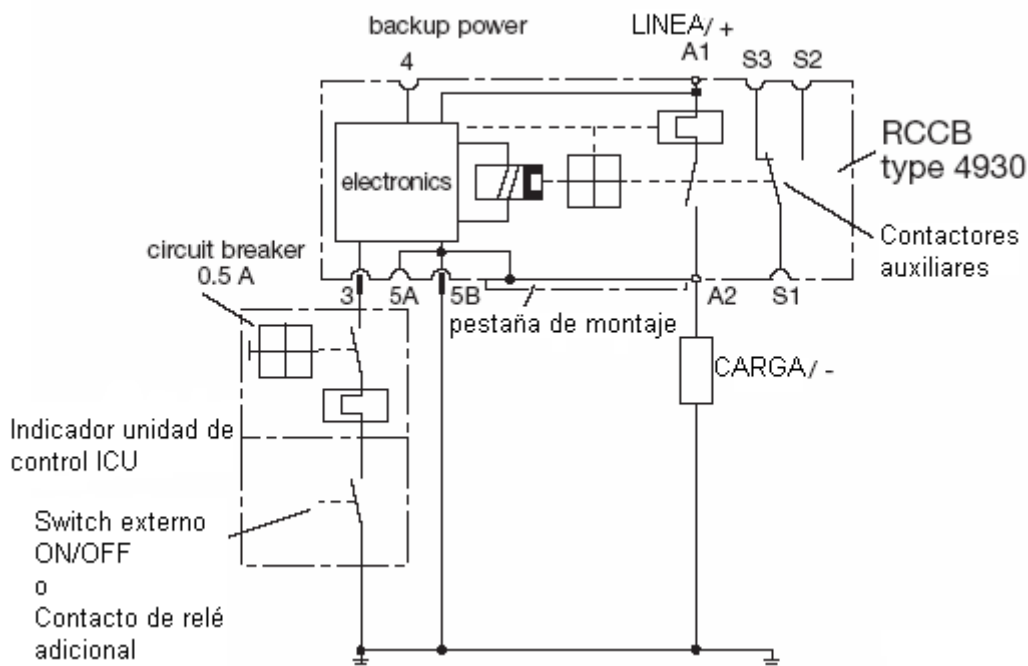 backup power
4
LINEA/ +
A1
S3
S2
RCCB
type 4930
electronics
Contactores
auxiliares
circuit breaker
0.5 A
3
5A
5B
A2
S1
pestaña de montaje
CARGA/ -
Indicador unidad de
control ICU
Switch externo
ON/OFF
o
Contacto de relé
adicional